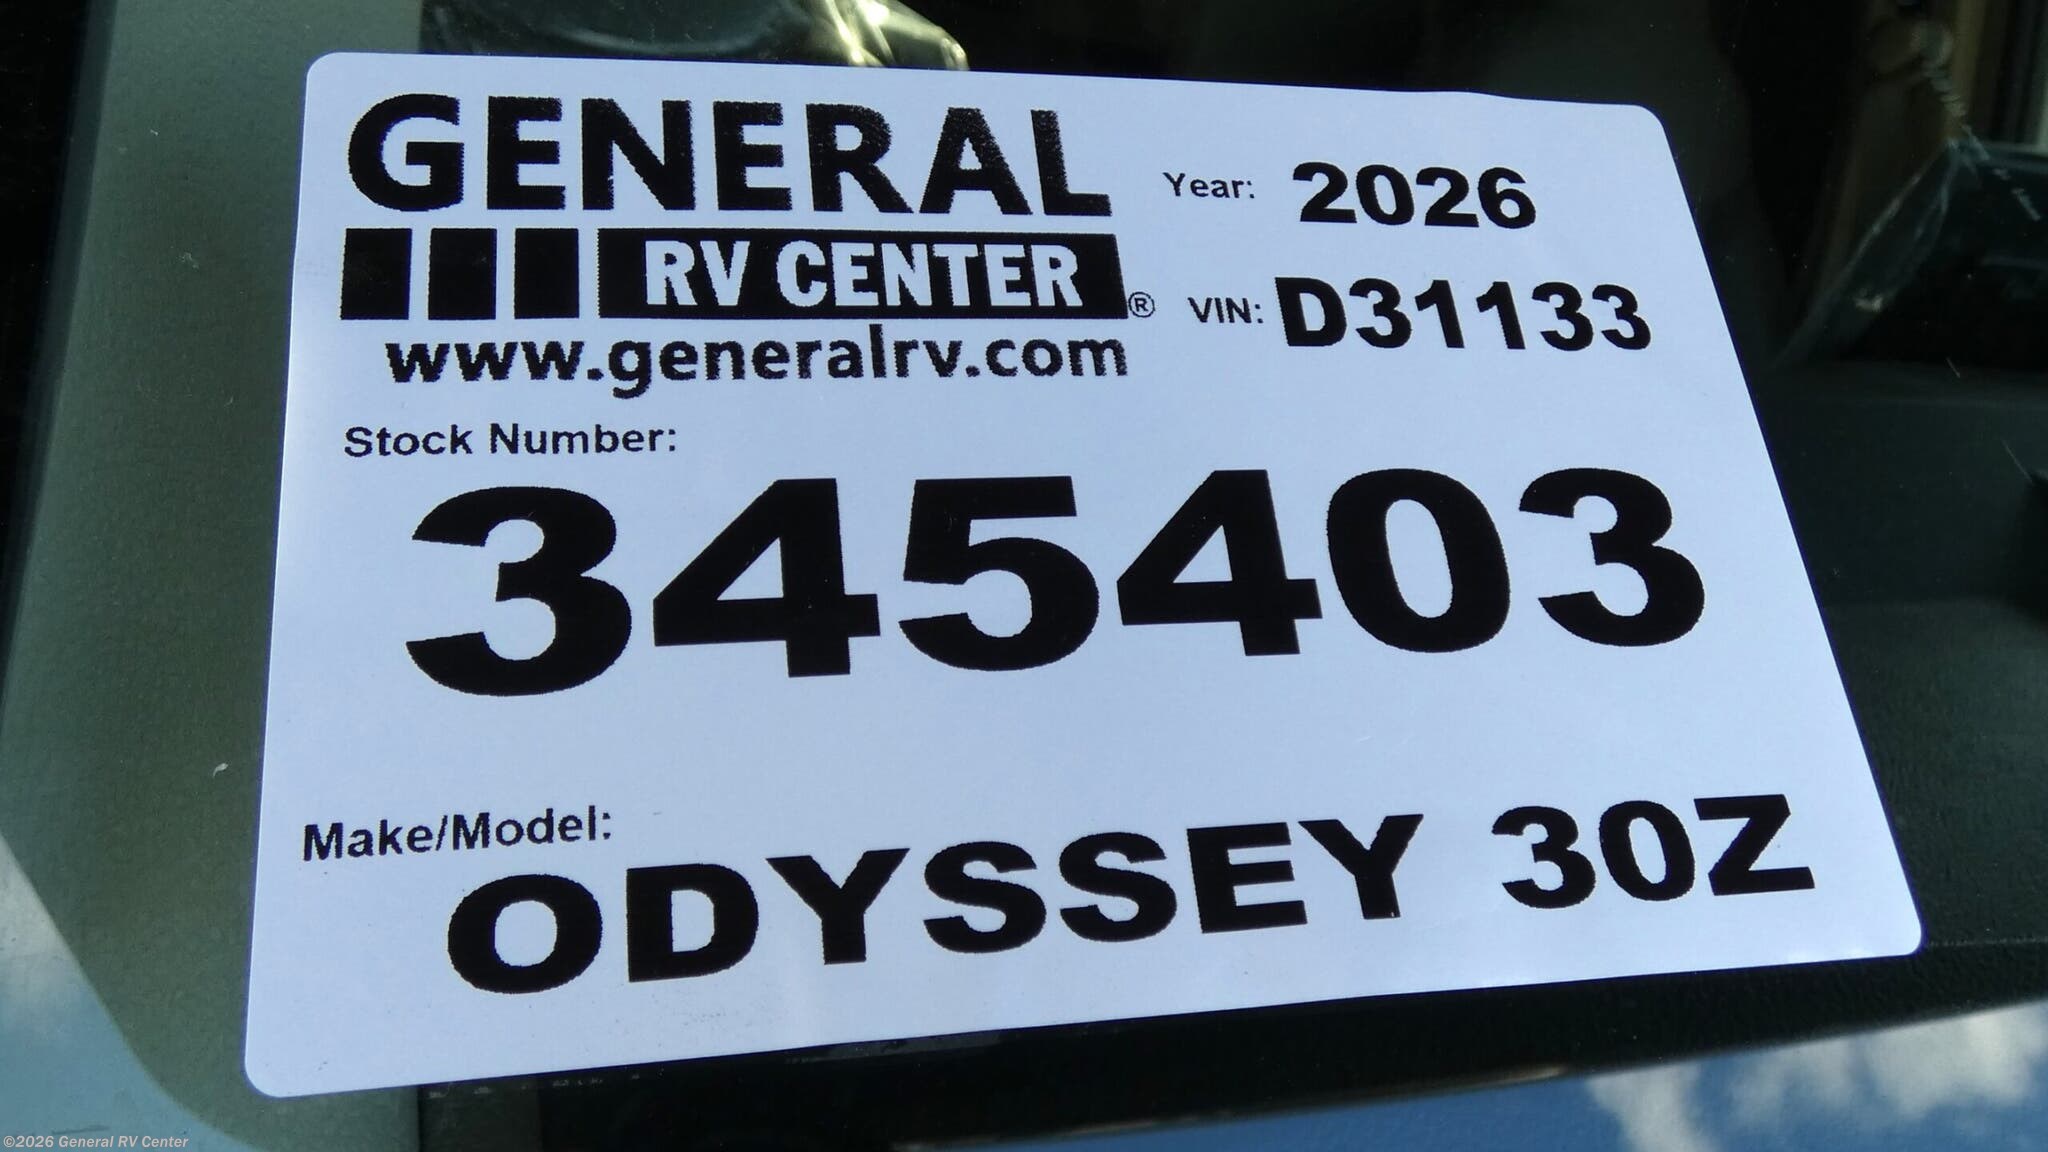 GENERAL
RV CENTER®
www.generalrv.com
Year: 2026
VIN: D31133
Stock Number:
345403
Make/Model:
ODYSSEY 30Z
©2026 General RV Center